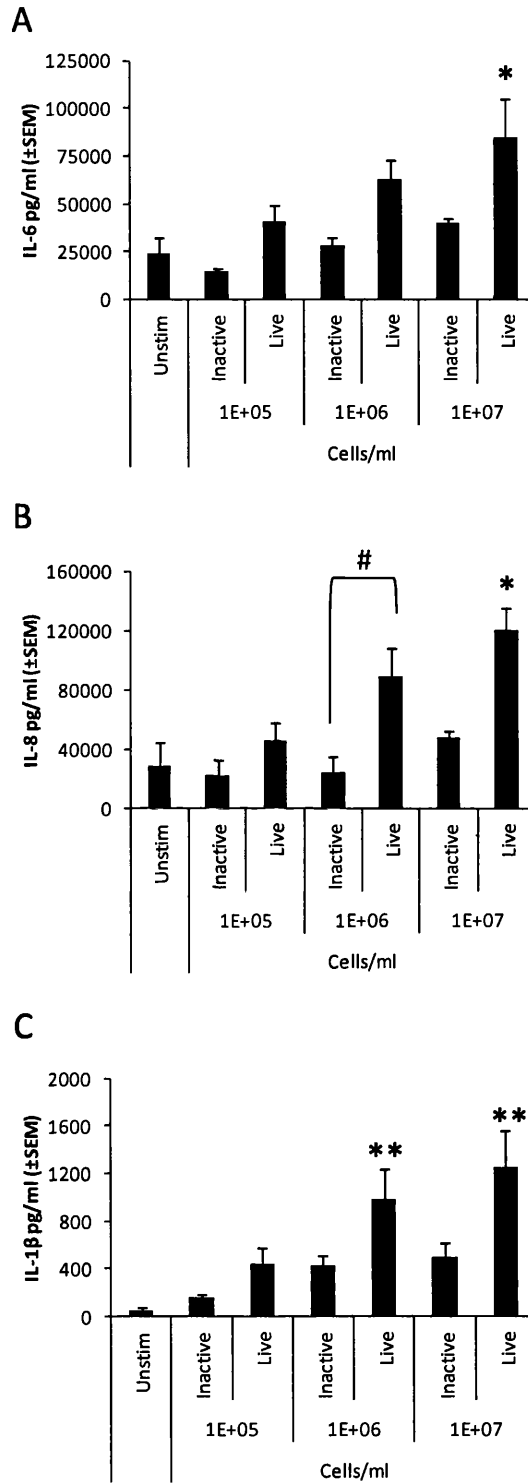 A
IL-6 pg/ml (±SEM)
125000
100000
75000
50000
25000
0
*
Unstim
Inactive
Live
Inactive
Live
Inactive
Live
1E+05
1E+06
1E+07
Cells/ml
B
IL-8 pg/ml (±SEM)
160000
120000
80000
40000
0
#
*
Unstim
Inactive
Live
Inactive
Live
Inactive
Live
1E+05
1E+06
1E+07
Cells/ml
C
IL-1β pg/ml (±SEM)
2000
1600
1200
800
400
0
**
**
Unstim
Inactive
Live
Inactive
Live
Inactive
Live
1E+05
1E+06
1E+07
Cells/ml